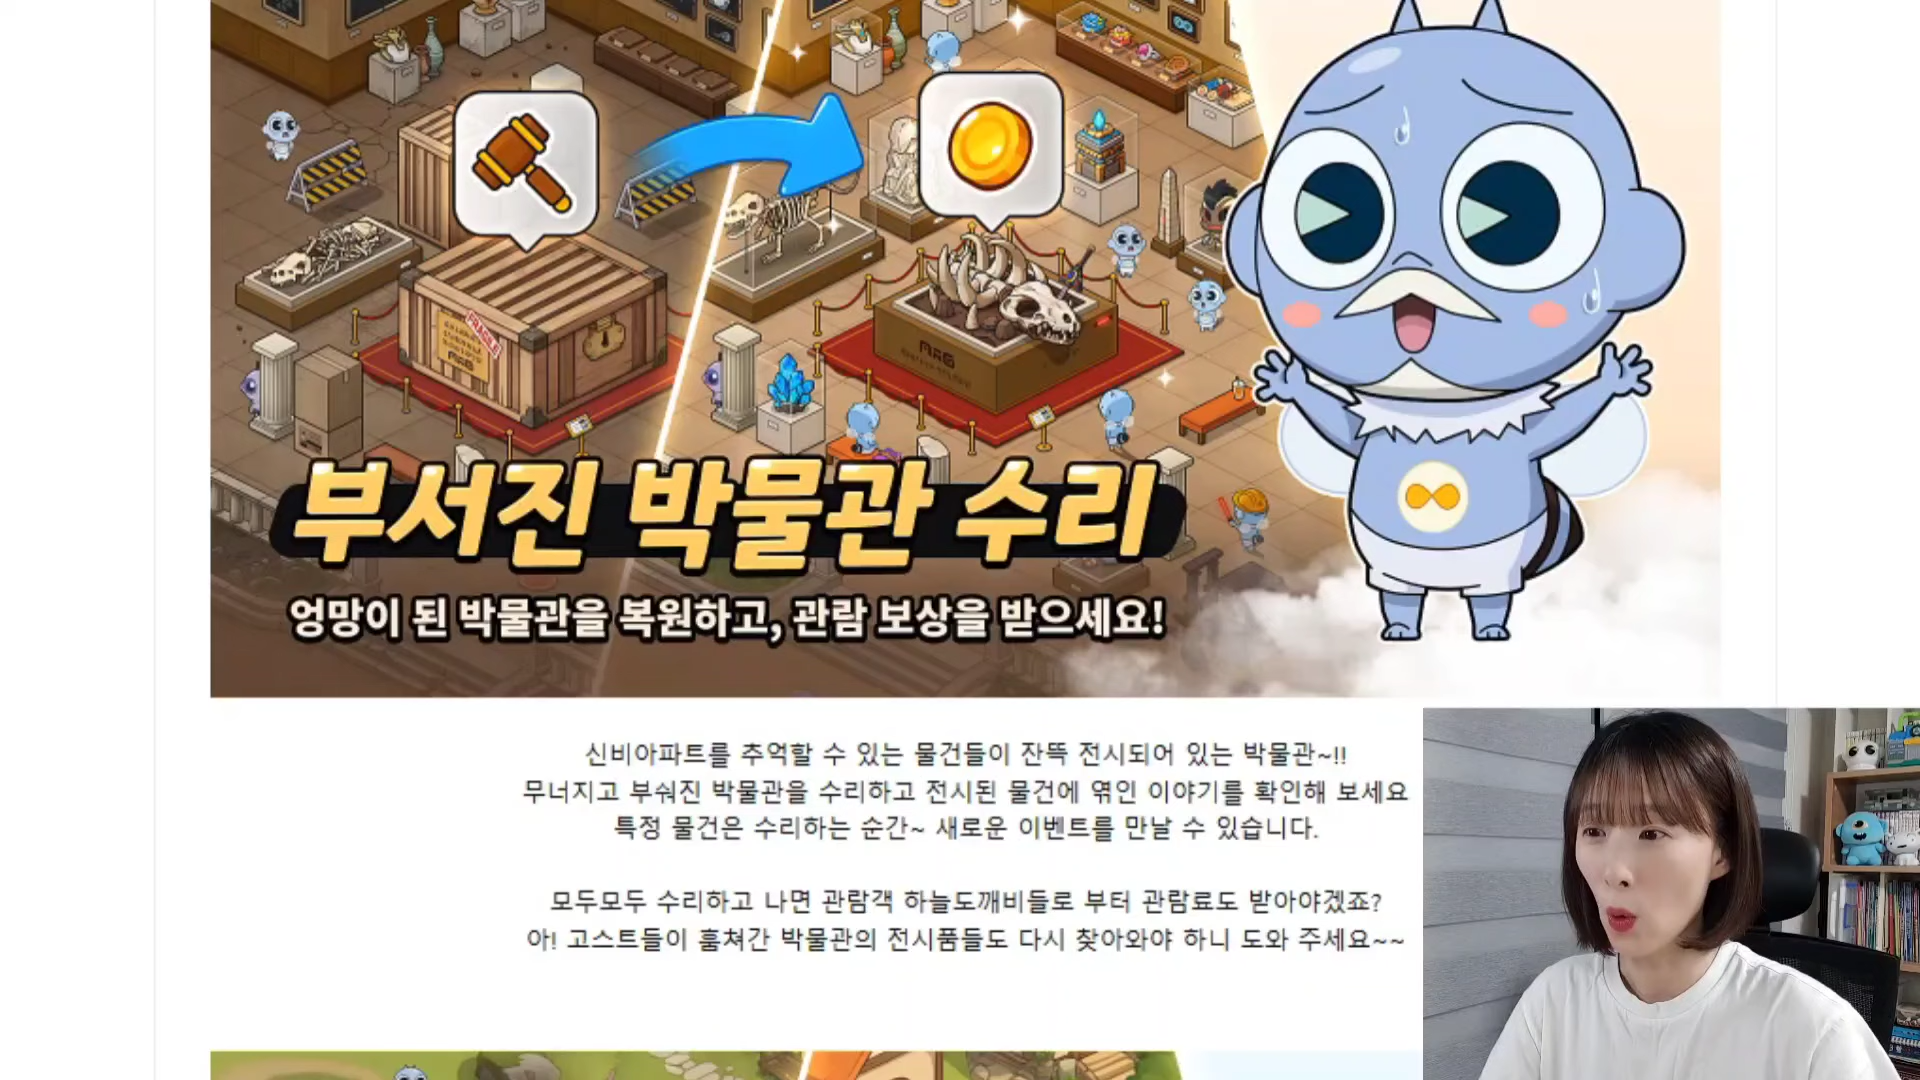 FRAGILE
MAG
MAG
부서진 박물관 수리
엉망이 된 박물관을 복원하고, 관람 보상을 받으세요!
신비아파트를 추억할 수 있는 물건들이 잔뜩 전시되어 있는 박물관~!!
무너지고 부숴진 박물관을 수리하고 전시된 물건에 엮인 이야기를 확인해 보세요
특정 물건은 수리하는 순간~ 새로운 이벤트를 만날 수 있습니다.
모두모두 수리하고 나면 관람객 하늘도깨비들로 부터 관람료도 받아야겠죠?
아! 고스트들이 훔쳐간 박물관의 전시품들도 다시 찾아와야 하니 도와 주세요~~